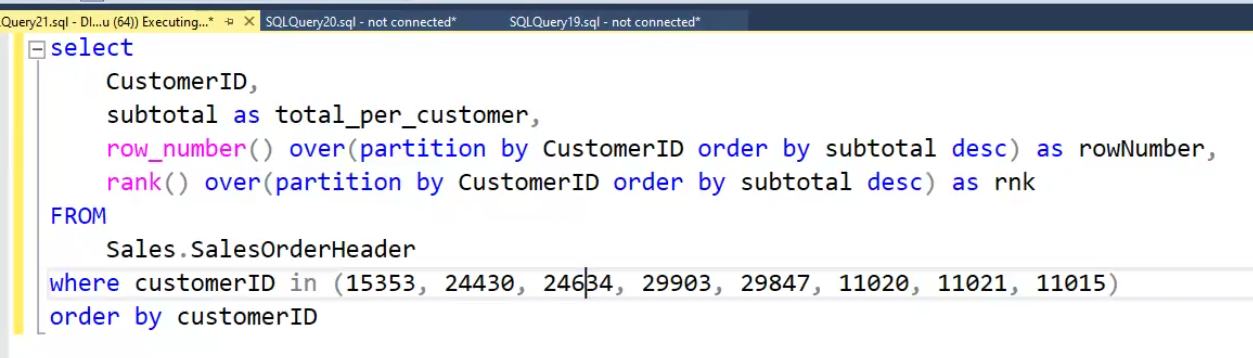 Query21.sql - DI...u (64)) Executing...* SQLQuery20.sql - not connected* SQLQuery19.sql - not connected*
select
CustomerID,
subtotal as total_per_customer,
row_number() over(partition by CustomerID order by subtotal desc) as rowNumber,
rank() over(partition by CustomerID order by subtotal desc) as rnk
FROM
Sales.SalesOrderHeader
where customerID in (15353, 24430, 24634, 29903, 29847, 11020, 11021, 11015)
order by customerID